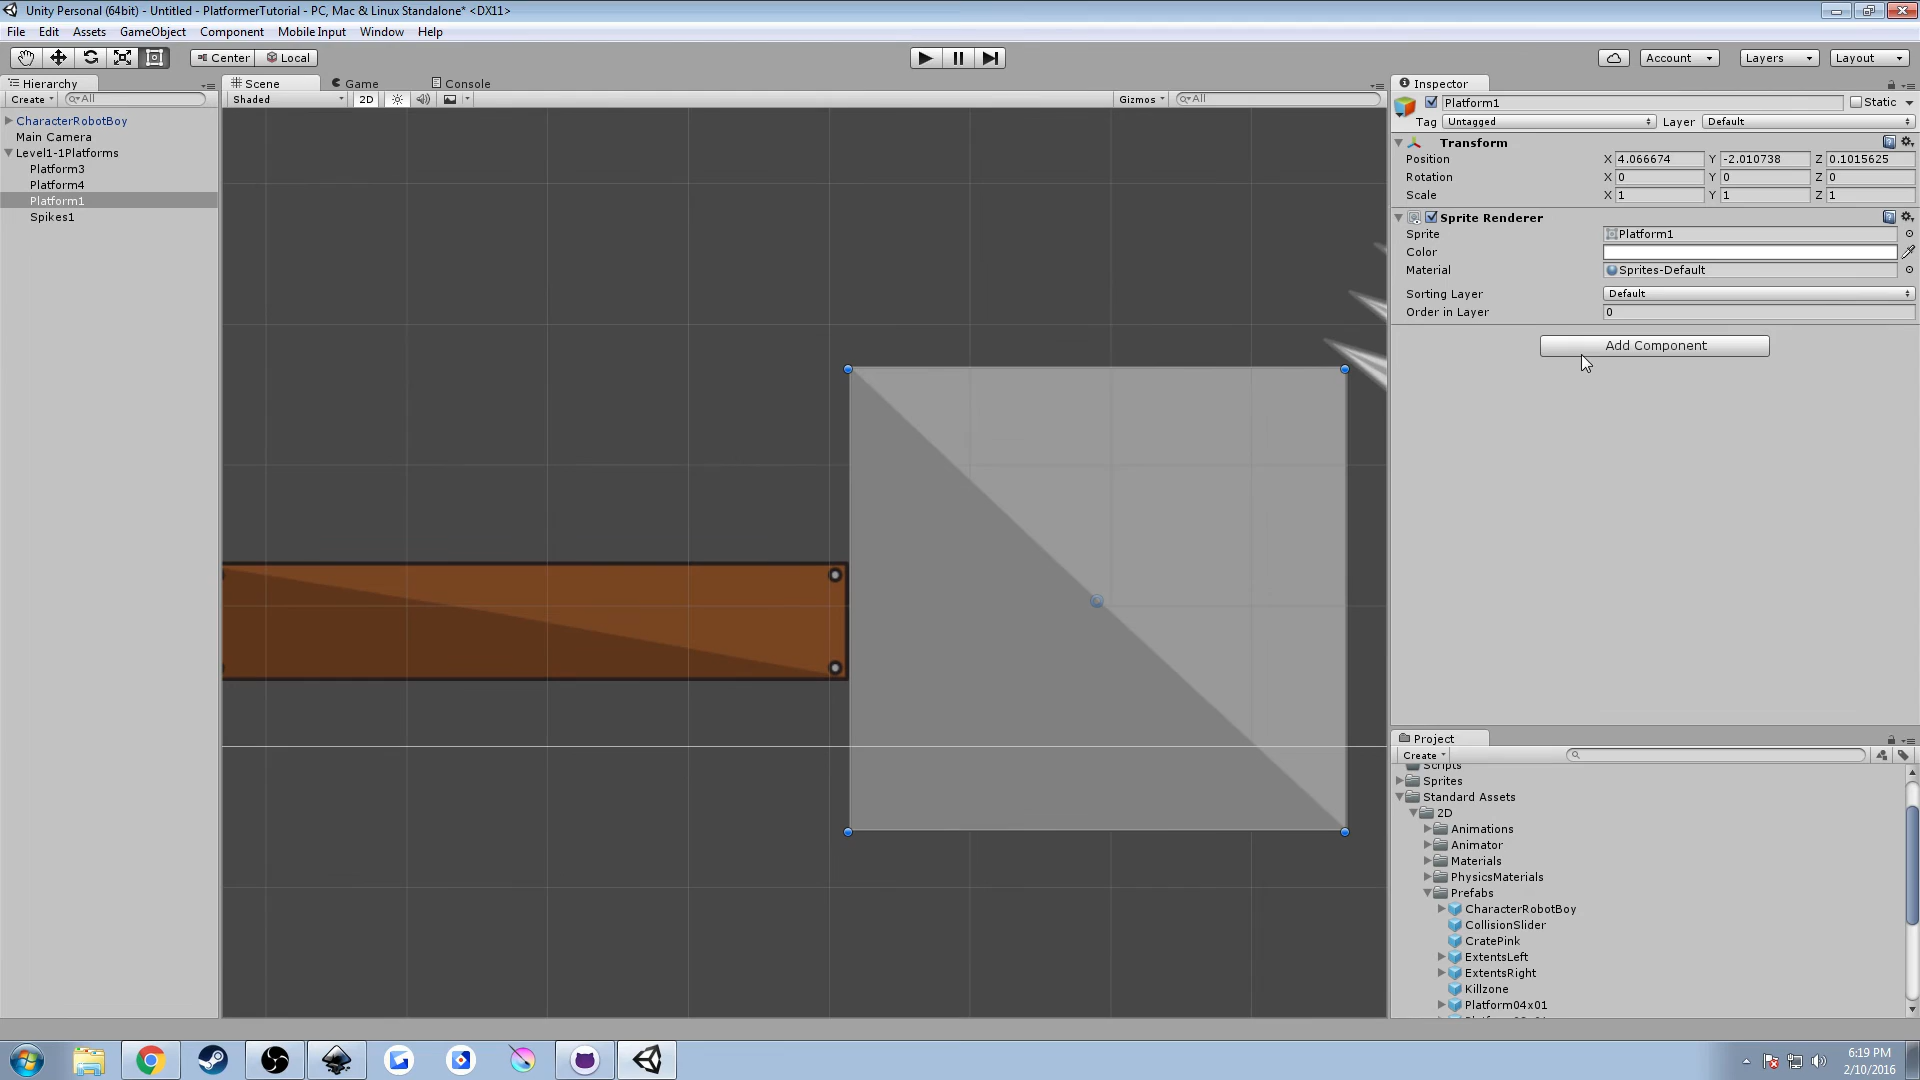 Unity Personal (64bit) - Untitled - PlatformerTutorial - PC, Mac & Linux Standalone* <DX11>
File Edit Assets GameObject Component Mobile Input Window Help
Center Local Account Layers Layout
Hierarchy
Create All
CharacterRobotBoy
Main Camera
Level1-1Platforms
Platform3
Platform4
Platform1
Spikes1
Scene Game Console
Shaded 2D Gizmos All
Inspector
Platform1 Static
Tag Untagged Layer Default
Transform
Position X 4.066674 Y -2.010738 Z 0.1015625
Rotation X 0 Y 0 Z 0
Scale X 1 Y 1 Z 1
Sprite Renderer
Sprite Platform1
Color
Material Sprites-Default
Sorting Layer Default
Order in Layer 0
Add Component
Project
Create
Scripts
Sprites
Standard Assets
2D
Animations
Animator
Materials
PhysicsMaterials
Prefabs
CharacterRobotBoy
CollisionSlider
CratePink
ExtentsLeft
ExtentsRight
Killzone
Platform04x01
6:19 PM
2/10/2016